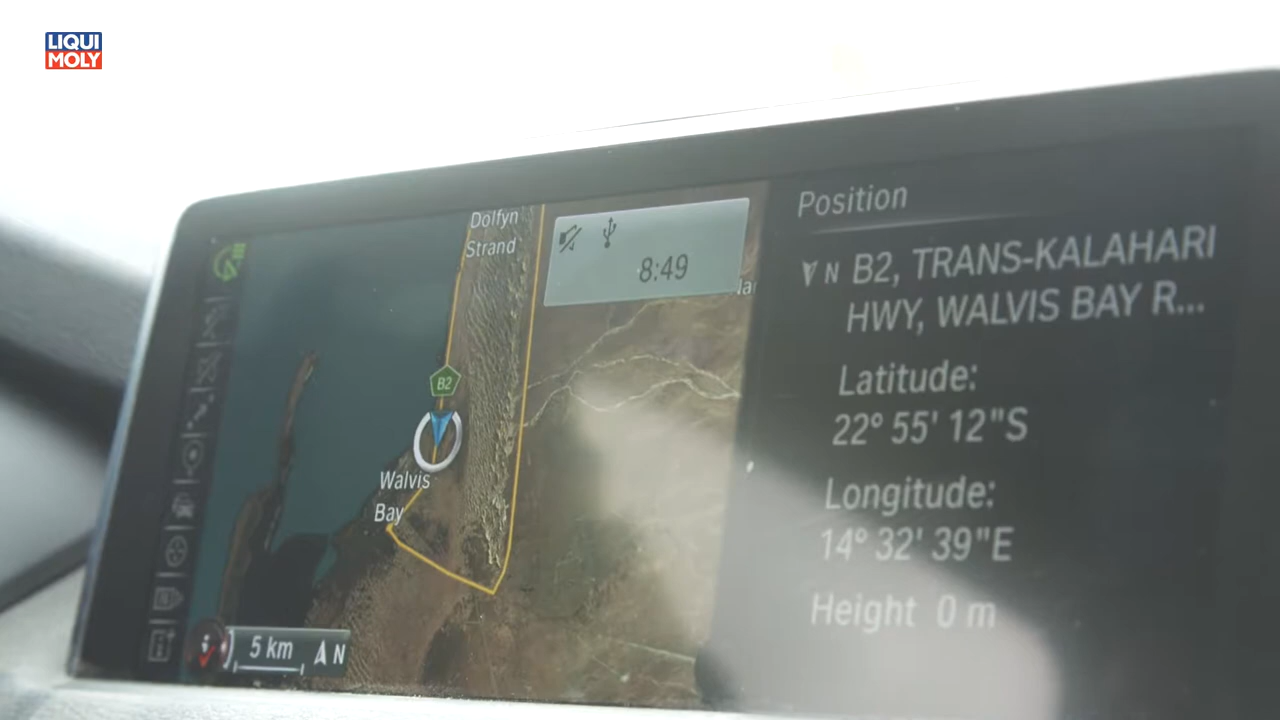 LIQUI
MOLY
Dolfyn
Strand
8:49
B2
Walvis
Bay
5 km
N
Position
N B2, TRANS-KALAHARI
HWY, WALVIS BAY R...
Latitude:
22° 55' 12"S
Longitude:
14° 32' 39"E
Height 0 m